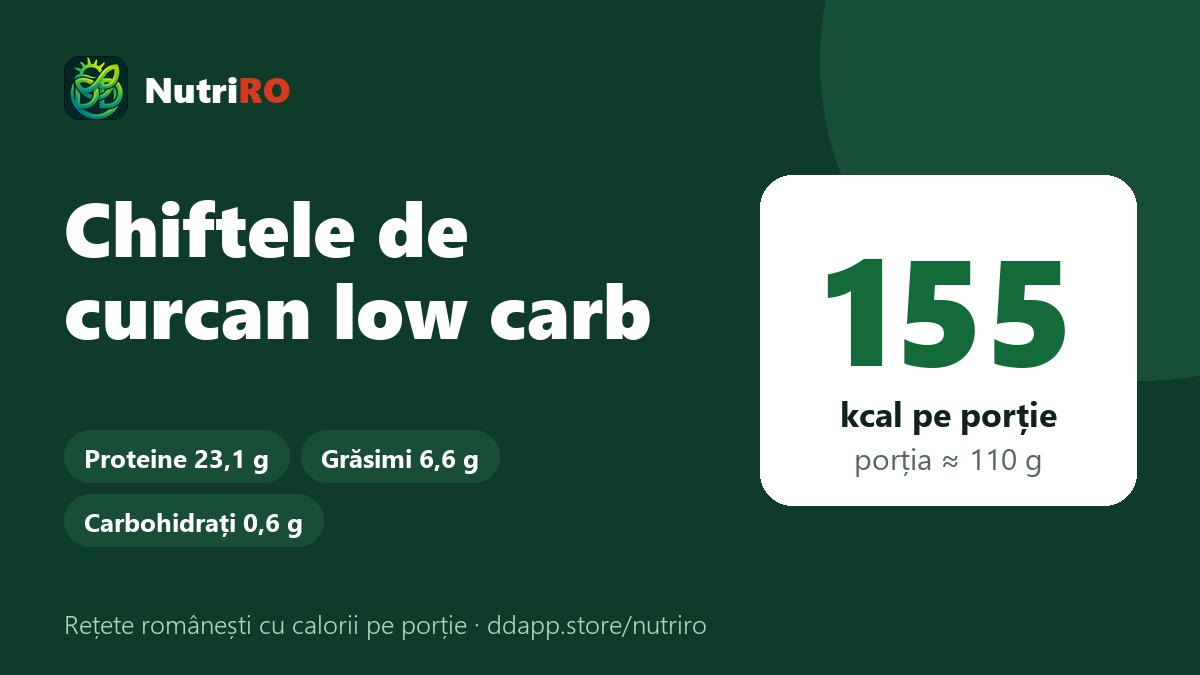 NutriRO
Chiftele de
curcan low carb
155
kcal pe porție
porția ≈ 110 g
Proteine 23,1 g
Grăsimi 6,6 g
Carbohidrați 0,6 g
Rețete românești cu calorii pe porție · ddapp.store/nutriro